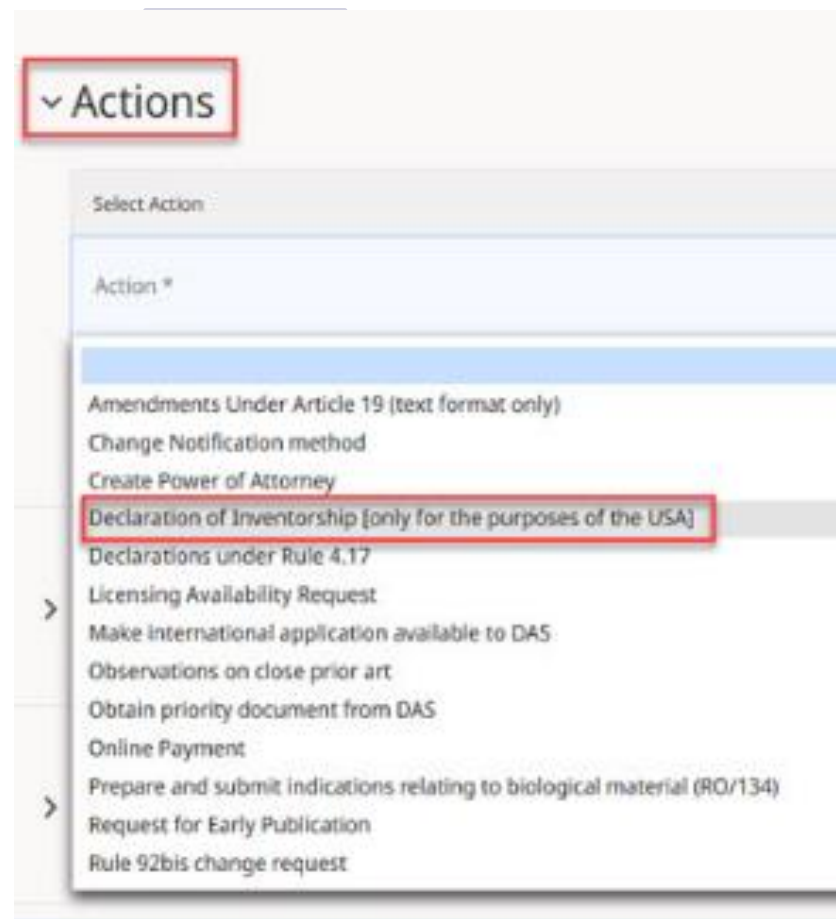 Actions
Select Action
Action *
Amendments Under Article 19 (text format only)
Change Notification method
Create Power of Attorney
Declaration of Inventorship [only for the purposes of the USA]
Declarations under Rule 4.17
Licensing Availability Request
Make international application available to DAS
Observations on close prior art
Obtain priority document from DAS
Online Payment
Prepare and submit indications relating to biological material (RO/134)
Request for Early Publication
Rule 92bis change request